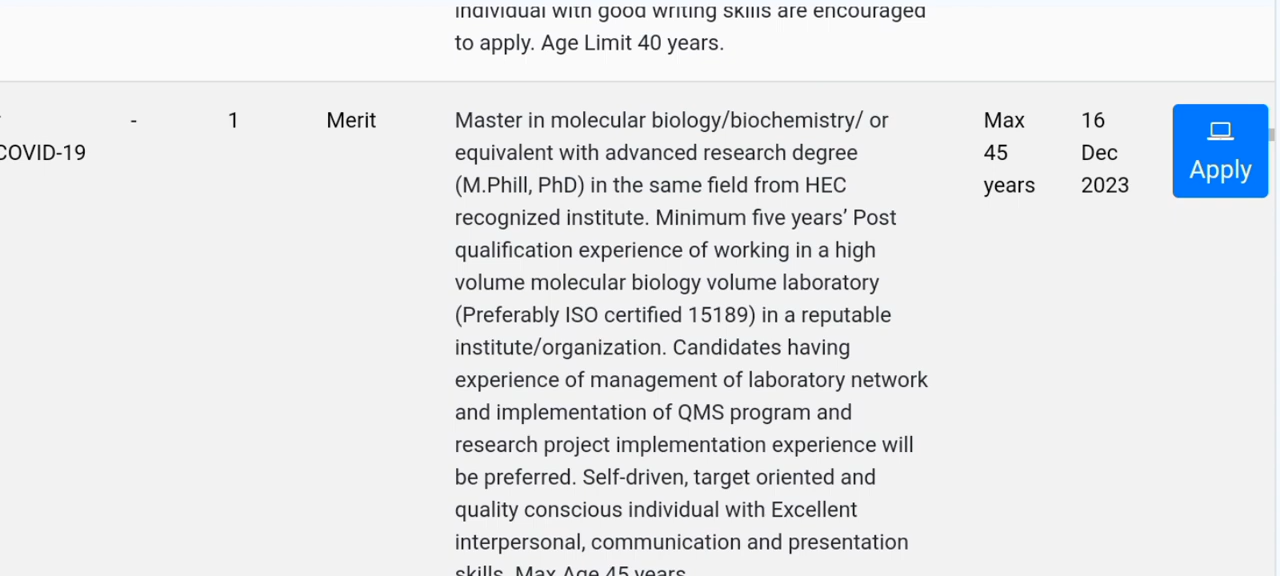 individual with good writing skills are encouraged
to apply. Age Limit 40 years.
COVID-19
-
1
Merit
Master in molecular biology/biochemistry/ or
equivalent with advanced research degree
(M.Phill, PhD) in the same field from HEC
recognized institute. Minimum five years’ Post
qualification experience of working in a high
volume molecular biology volume laboratory
(Preferably ISO certified 15189) in a reputable
institute/organization. Candidates having
experience of management of laboratory network
and implementation of QMS program and
research project implementation experience will
be preferred. Self-driven, target oriented and
quality conscious individual with Excellent
interpersonal, communication and presentation
skills. Max Age 45 years.
Max
45
years
16
Dec
2023
Apply